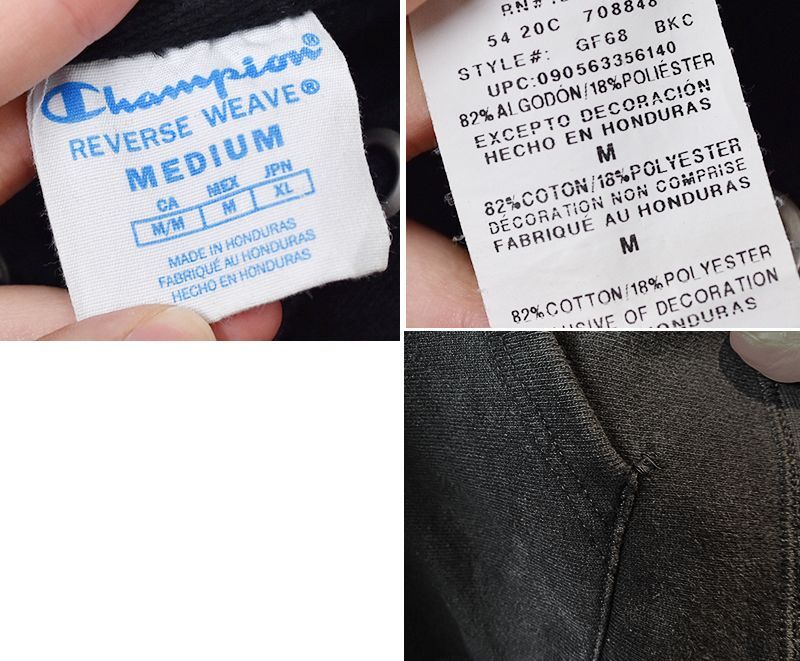 Champion®
REVERSE WEAVE®
MEDIUM
CA MEX JPN
M/M M XL
MADE IN HONDURAS
FABRIQUÉ AU HONDURAS
HECHO EN HONDURAS
54 20C 708848
STYLE#: GF68 BKC
UPC:090563356140
82%ALGODÓN/18%POLIÉSTER
EXCEPTO DECORACIÓN
HECHO EN HONDURAS
M
82%COTON/18%POLYESTER
DÉCORATION NON COMPRISE
FABRIQUÉ AU HONDURAS
M
82%COTTON/18%POLYESTER
OF DECORATION
HONDURAS